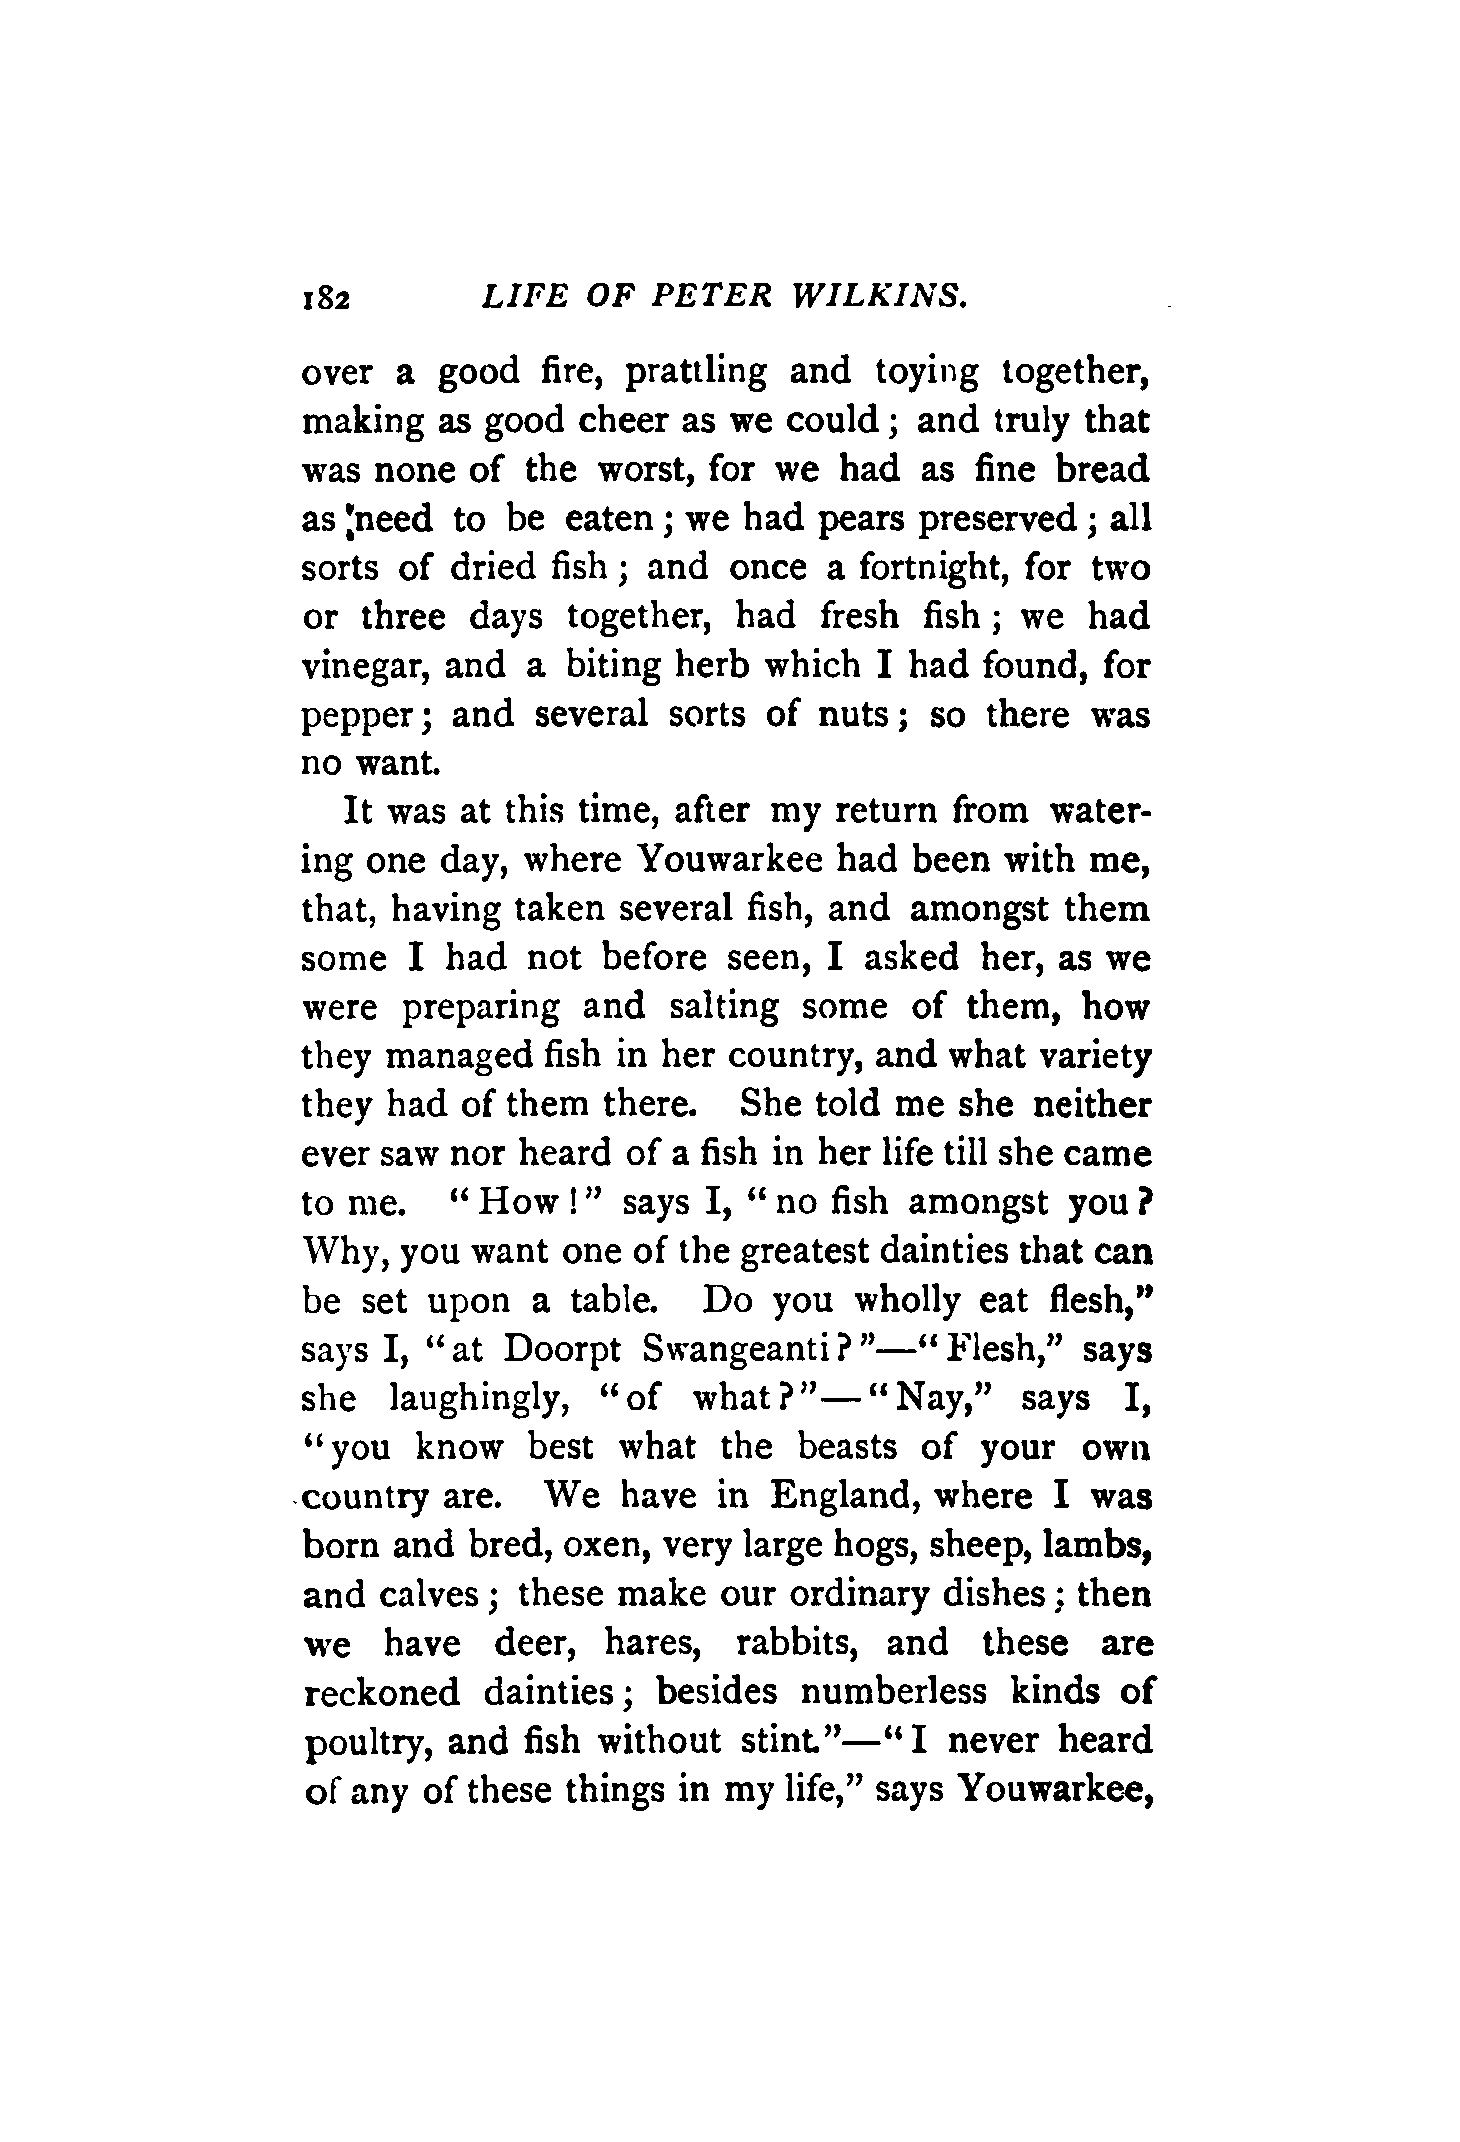 182 LIFE OF PETER WILKINS.
over a good fire, prattling and toying together,
making as good cheer as we could ; and truly that
was none of the worst, for we had as fine bread
as need to be eaten ; we had pears preserved ; all
sorts of dried fish ; and once a fortnight, for two
or three days together, had fresh fish ; we had
vinegar, and a biting herb which I had found, for
pepper ; and several sorts of nuts ; so there was
no want.
It was at this time, after my return from water-
ing one day, where Youwarkee had been with me,
that, having taken several fish, and amongst them
some I had not before seen, I asked her, as we
were preparing and salting some of them, how
they managed fish in her country, and what variety
they had of them there. She told me she neither
ever saw nor heard of a fish in her life till she came
to me. "How !" says I, "no fish amongst you ?
Why, you want one of the greatest dainties that can
be set upon a table. Do you wholly eat flesh,"
says I, "at Doorpt Swangeanti ?"—"Flesh," says
she laughingly, "of what ?"—"Nay," says I,
"you know best what the beasts of your own
country are. We have in England, where I was
born and bred, oxen, very large hogs, sheep, lambs,
and calves ; these make our ordinary dishes ; then
we have deer, hares, rabbits, and these are
reckoned dainties ; besides numberless kinds of
poultry, and fish without stint."—"I never heard
of any of these things in my life," says Youwarkee,